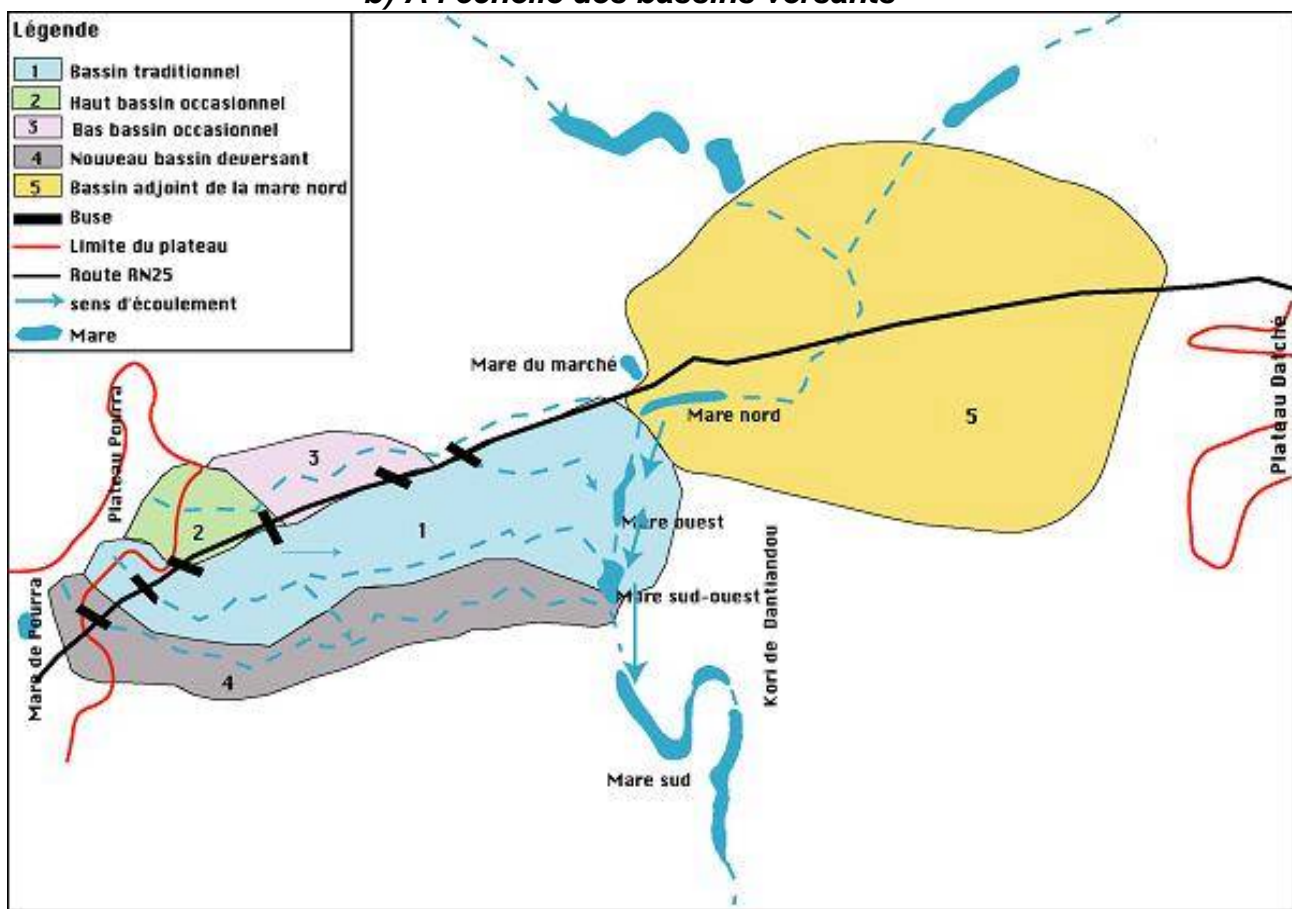 b) A l'échelle des bassins versants
Légende
1 Bassin traditionnel
2 Haut bassin occasionnel
3 Bas bassin occasionnel
4 Nouveau bassin deversant
5 Bassin adjoint de la mare nord
Buse
Limite du plateau
Route RN25
sens d'écoulement
Mare
Mare du marché
Mare nord
5
Plateau Datché
Plateau Pourra
3
2
1
Mare ouest
Mare sud-ouest
Kori de Dantiandou
Mare de Pourra
4
Mare sud